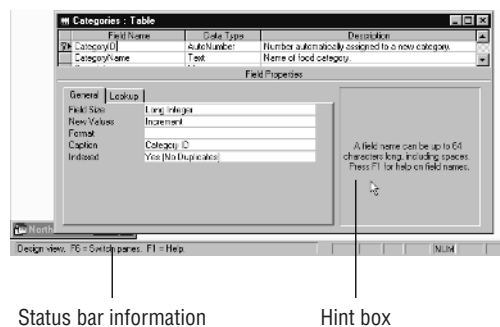 Categories : Table
Field Name Data Type Description
CategoryID AutoNumber Number automatically assigned to a new category.
CategoryName Text Name of food category.
Field Properties
General Lookup
Field Size Long Integer
New Values Increment
Format
Caption Category ID
Indexed Yes (No Duplicates)
A field name can be up to 64
characters long, including spaces.
Press F1 for help on field names.
North
Design view. F6 = Switch panes. F1 = Help.
NUM
Status bar information Hint box